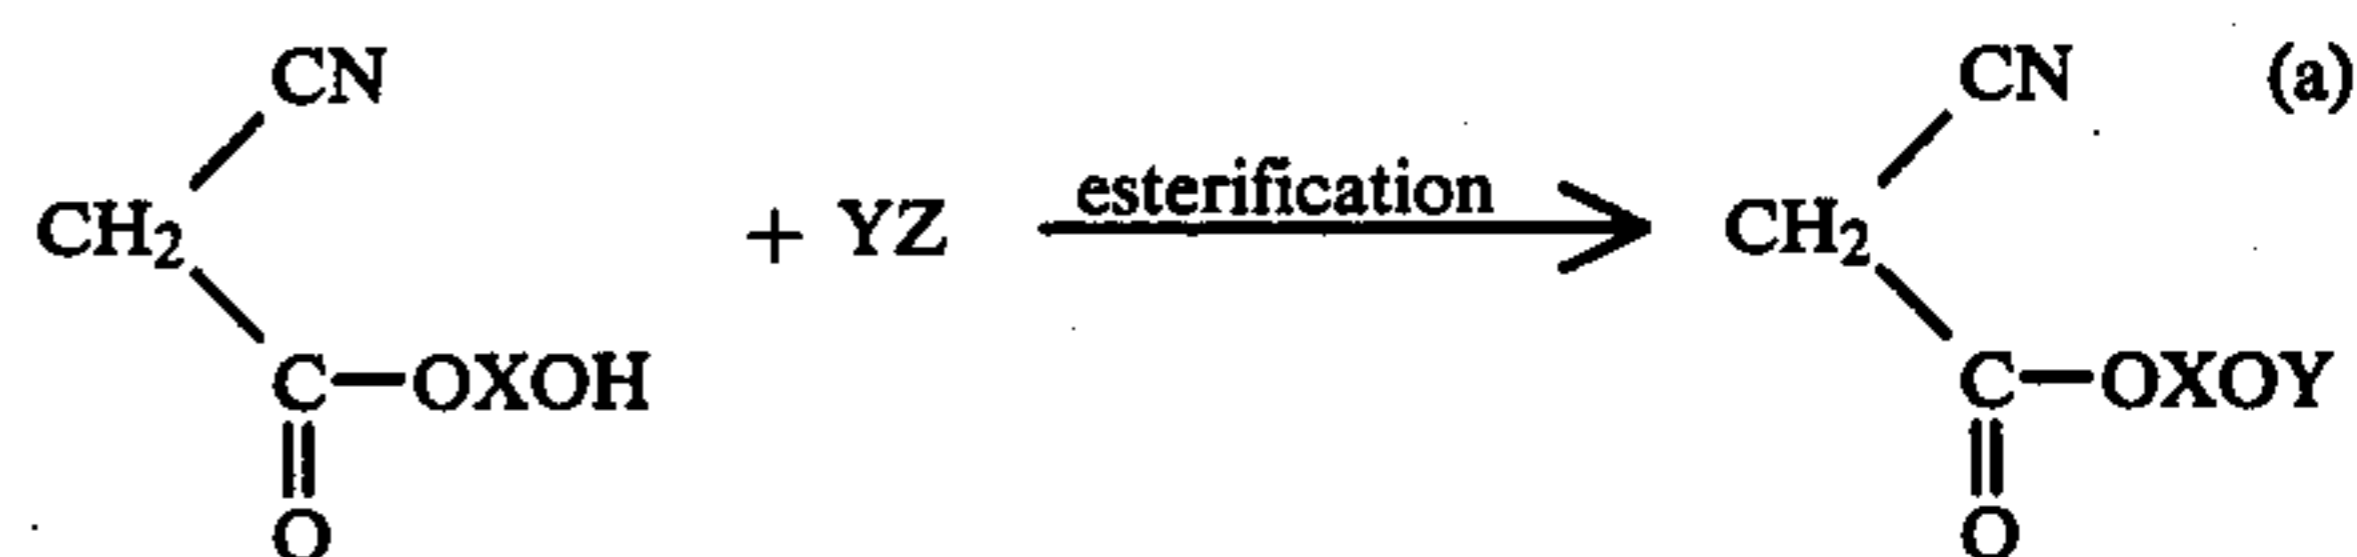 CN CN (a)
CH₂ + YZ esterification CH₂
C—OXOH C—OXOY
O O